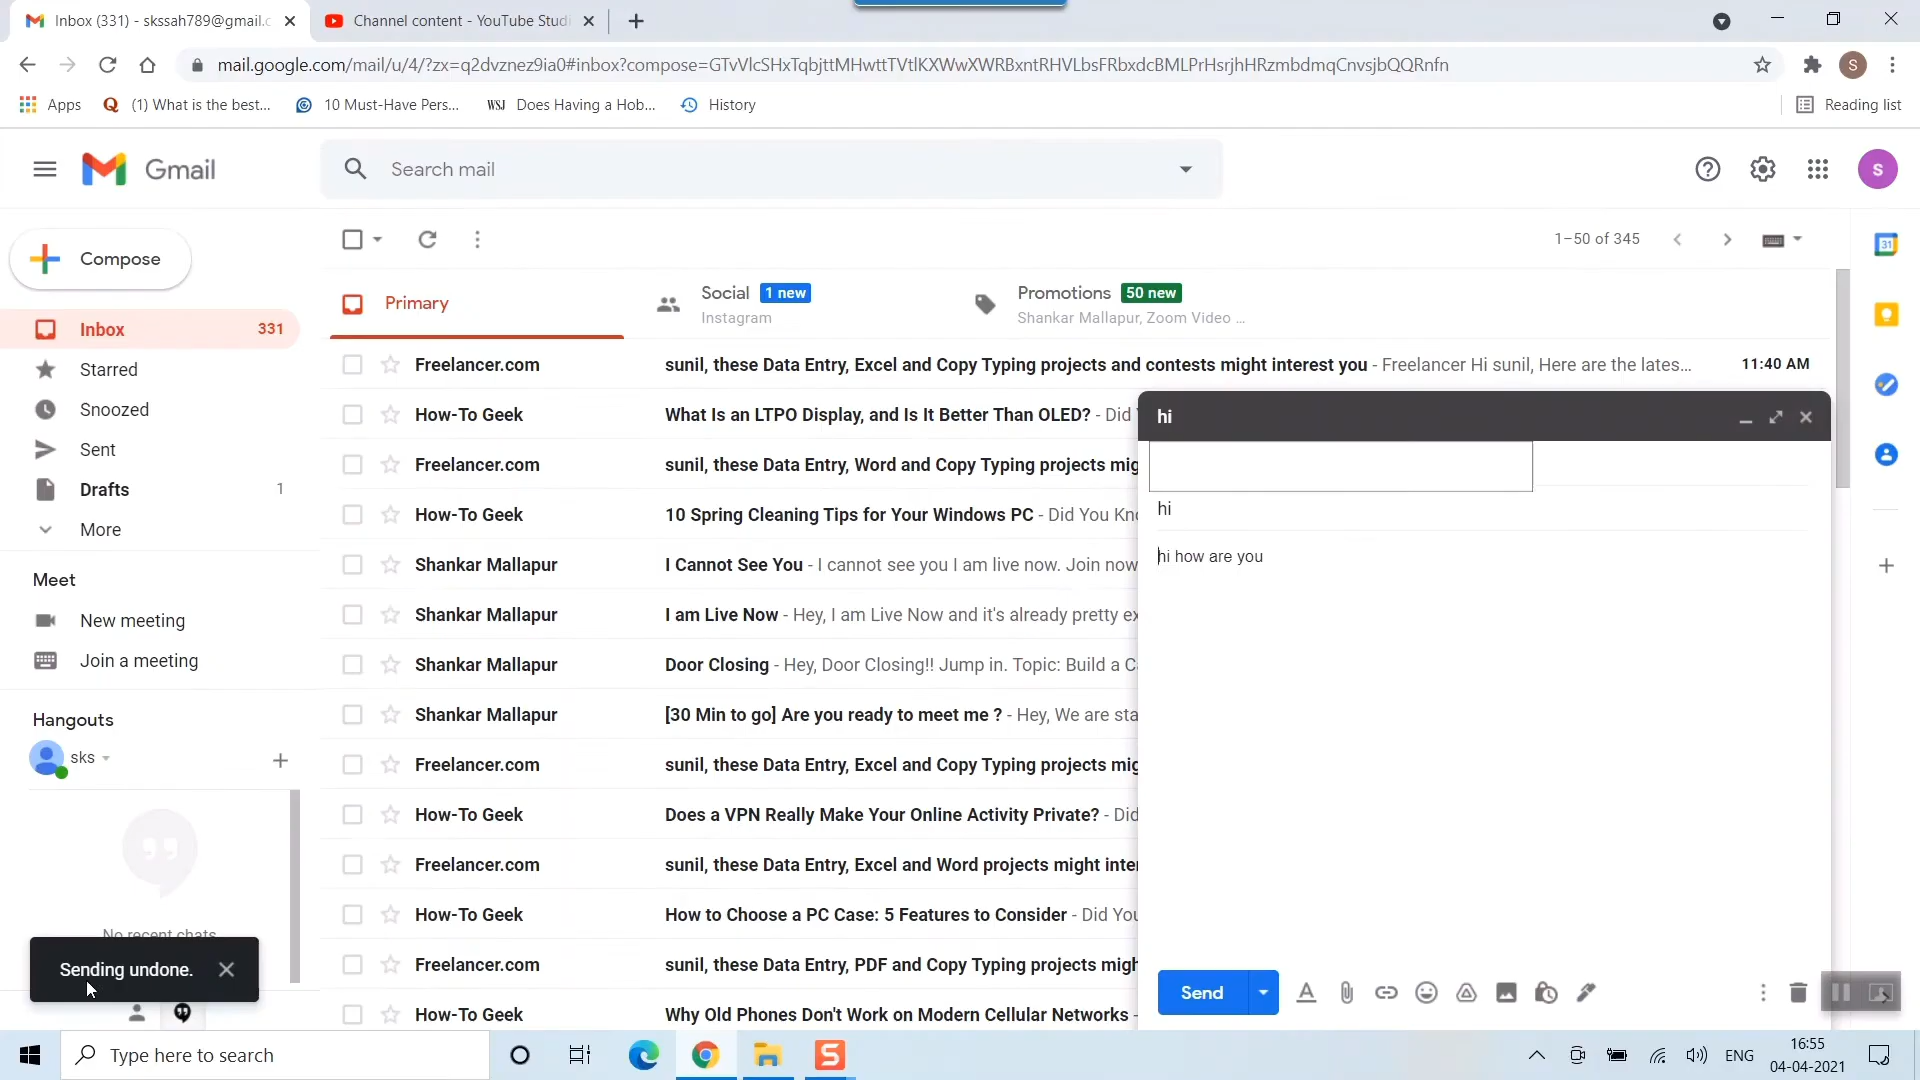 Inbox (331) - skssah789@gmail.c
Channel content - YouTube Studi
mail.google.com/mail/u/4/?zx=q2dvznez9ia0#inbox?compose=GTvVlcSHxTqbjttMHwttTVtlKXWwXWRBxntRHVLbsFRbxdcBMLPrHsrjhHRzmbdmqCnvsjbQQRnfn
S
Apps
(1) What is the best...
10 Must-Have Pers...
WSJ Does Having a Hob...
History
Reading list
Gmail
Search mail
s
Compose
1–50 of 345
Primary
Social 1 new
Instagram
Promotions 50 new
Shankar Mallapur, Zoom Video ...
Inbox 331
Starred
Snoozed
Sent
Drafts 1
More
Meet
New meeting
Join a meeting
Hangouts
sks
No recent chats
Sending undone.
Freelancer.com sunil, these Data Entry, Excel and Copy Typing projects and contests might interest you - Freelancer Hi sunil, Here are the lates... 11:40 AM
How-To Geek What Is an LTPO Display, and Is It Better Than OLED? - Did
Freelancer.com sunil, these Data Entry, Word and Copy Typing projects mig
How-To Geek 10 Spring Cleaning Tips for Your Windows PC - Did You Kno
Shankar Mallapur I Cannot See You - I cannot see you I am live now. Join now
Shankar Mallapur I am Live Now - Hey, I am Live Now and it's already pretty ex
Shankar Mallapur Door Closing - Hey, Door Closing!! Jump in. Topic: Build a C
Shankar Mallapur [30 Min to go] Are you ready to meet me ? - Hey, We are sta
Freelancer.com sunil, these Data Entry, Excel and Copy Typing projects mig
How-To Geek Does a VPN Really Make Your Online Activity Private? - Did
Freelancer.com sunil, these Data Entry, Excel and Word projects might inter
How-To Geek How to Choose a PC Case: 5 Features to Consider - Did You
Freelancer.com sunil, these Data Entry, PDF and Copy Typing projects migh
How-To Geek Why Old Phones Don't Work on Modern Cellular Networks -
hi
hi
hi how are you
Send
31
Type here to search
ENG
16:55
04-04-2021